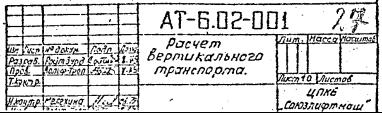 АТ-6.02-001
Расчет
вертикального
транспорта.
Лит. Масса Масштаб
Изм Лист № докум. Подп. Дата
Разраб.
Пров.
Т.контр.
Н.контр.
Лист 10 Листов
ЦПКБ
„Союзлифтмаш"